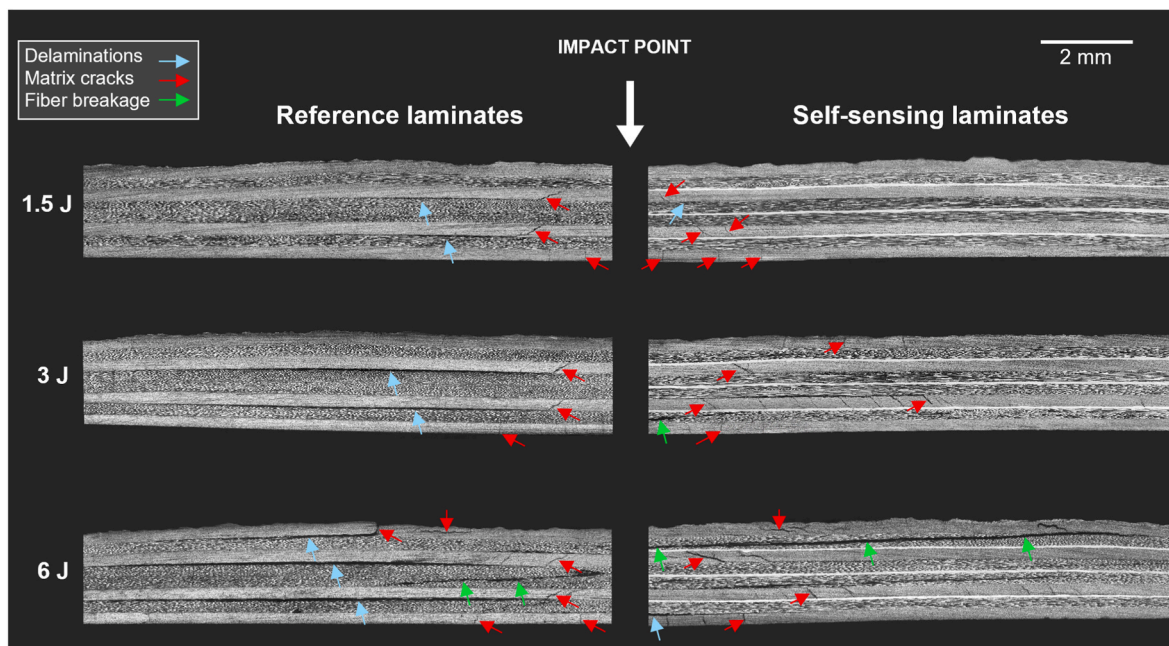 IMPACT POINT
2 mm
Delaminations
Matrix cracks
Fiber breakage
Reference laminates
Self-sensing laminates
1.5 J
3 J
6 J